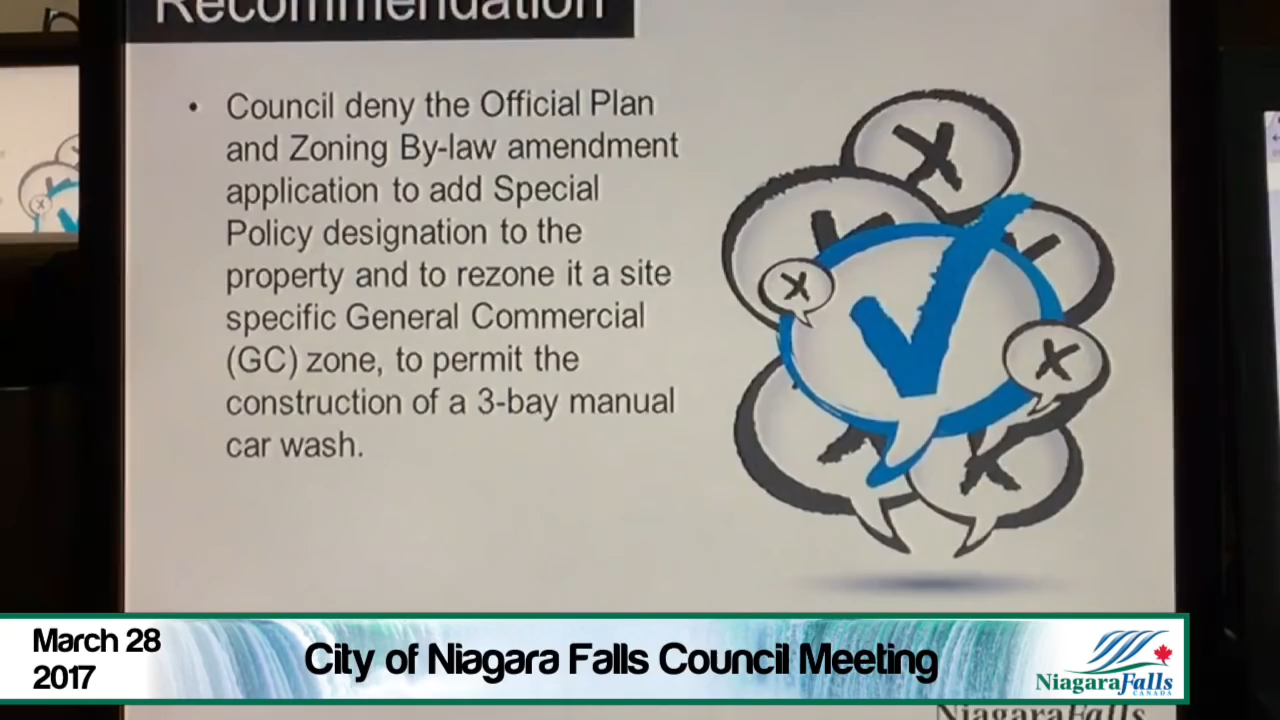 Recommendation
• Council deny the Official Plan
and Zoning By-law amendment
application to add Special
Policy designation to the
property and to rezone it a site
specific General Commercial
(GC) zone, to permit the
construction of a 3-bay manual
car wash.
March 28
2017
City of Niagara Falls Council Meeting
NiagaraFalls
CANADA
NiagaraFalls